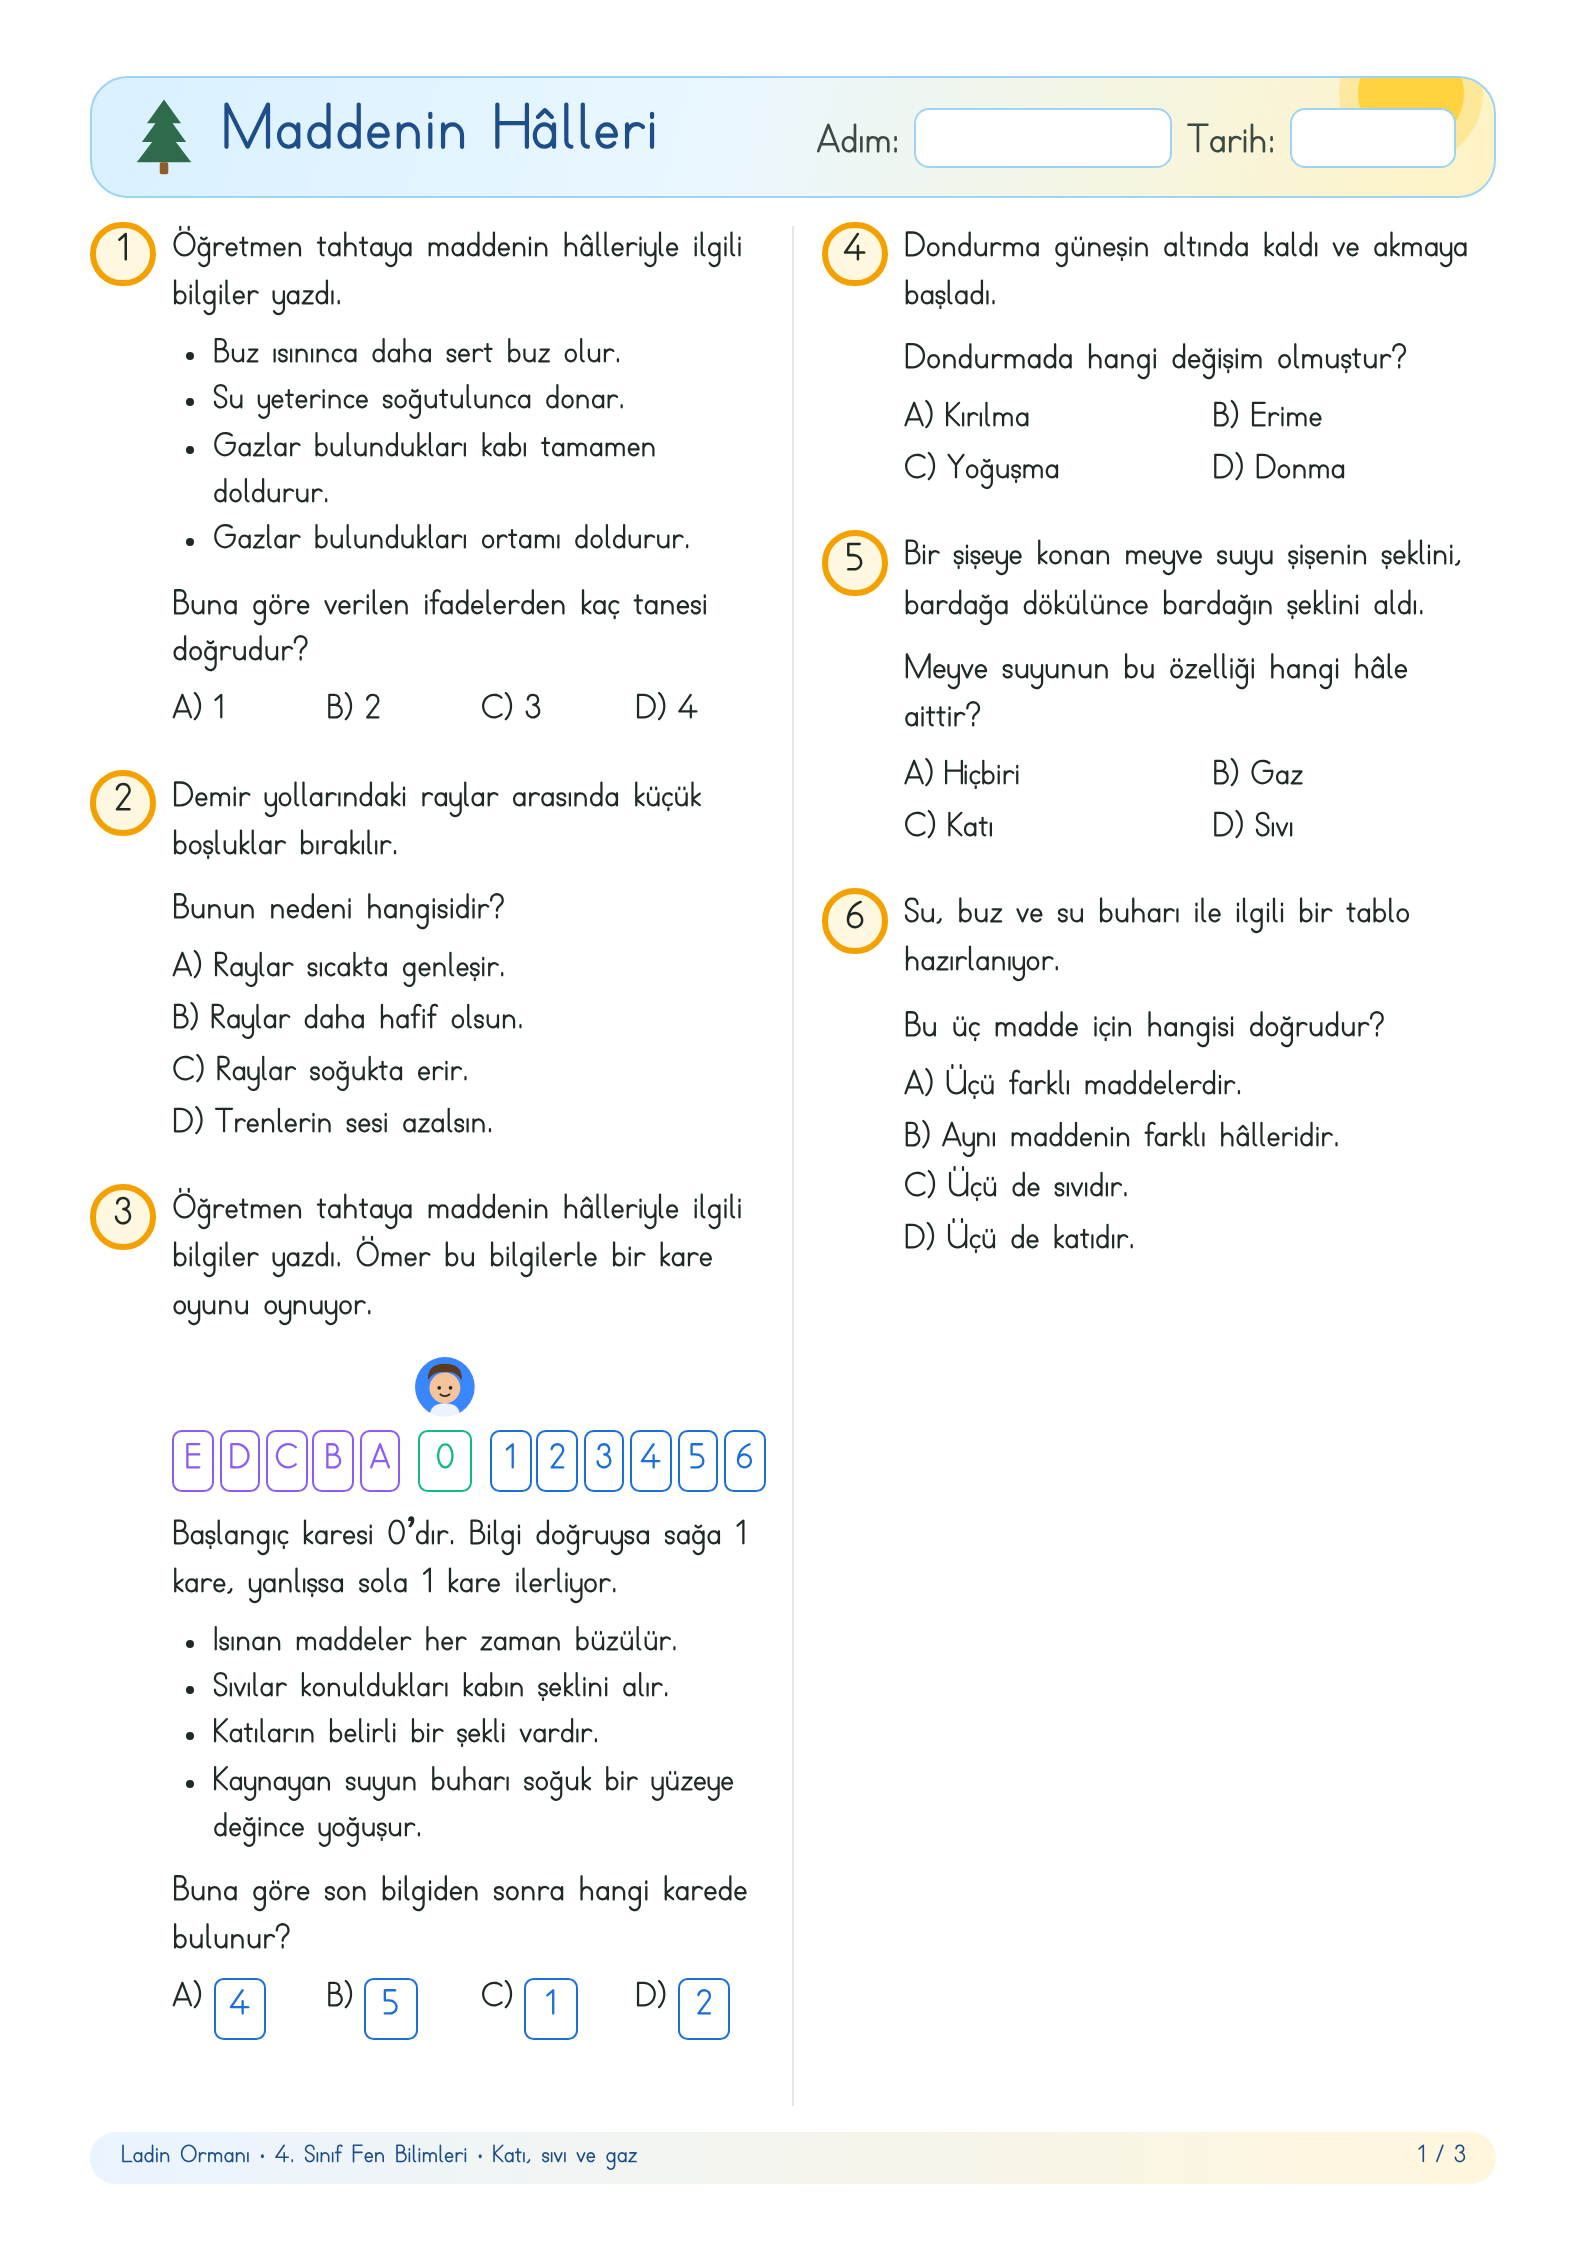 Maddenin Hâlleri
Adım:
Tarih:
1
Öğretmen tahtaya maddenin hâlleriyle ilgili
bilgiler yazdı.
• Buz ısınınca daha sert buz olur.
• Su yeterince soğutulunca donar.
• Gazlar bulundukları kabı tamamen
doldurur.
• Gazlar bulundukları ortamı doldurur.
Buna göre verilen ifadelerden kaç tanesi
doğrudur?
A) 1 B) 2 C) 3 D) 4
2
Demir yollarındaki raylar arasında küçük
boşluklar bırakılır.
Bunun nedeni hangisidir?
A) Raylar sıcakta genleşir.
B) Raylar daha hafif olsun.
C) Raylar soğukta erir.
D) Trenlerin sesi azalsın.
3
Öğretmen tahtaya maddenin hâlleriyle ilgili
bilgiler yazdı. Ömer bu bilgilerle bir kare
oyunu oynuyor.
E D C B A 0 1 2 3 4 5 6
Başlangıç karesi 0’dır. Bilgi doğruysa sağa 1
kare, yanlışsa sola 1 kare ilerliyor.
• Isınan maddeler her zaman büzülür.
• Sıvılar konuldukları kabın şeklini alır.
• Katıların belirli bir şekli vardır.
• Kaynayan suyun buharı soğuk bir yüzeye
değince yoğuşur.
Buna göre son bilgiden sonra hangi karede
bulunur?
A) 4 B) 5 C) 1 D) 2
4
Dondurma güneşin altında kaldı ve akmaya
başladı.
Dondurmada hangi değişim olmuştur?
A) Kırılma B) Erime
C) Yoğuşma D) Donma
5
Bir şişeye konan meyve suyu şişenin şeklini,
bardağa dökülünce bardağın şeklini aldı.
Meyve suyunun bu özelliği hangi hâle
aittir?
A) Hiçbiri B) Gaz
C) Katı D) Sıvı
6
Su, buz ve su buharı ile ilgili bir tablo
hazırlanıyor.
Bu üç madde için hangisi doğrudur?
A) Üçü farklı maddelerdir.
B) Aynı maddenin farklı hâlleridir.
C) Üçü de sıvıdır.
D) Üçü de katıdır.
Ladin Ormanı • 4. Sınıf Fen Bilimleri • Katı, sıvı ve gaz
1 / 3